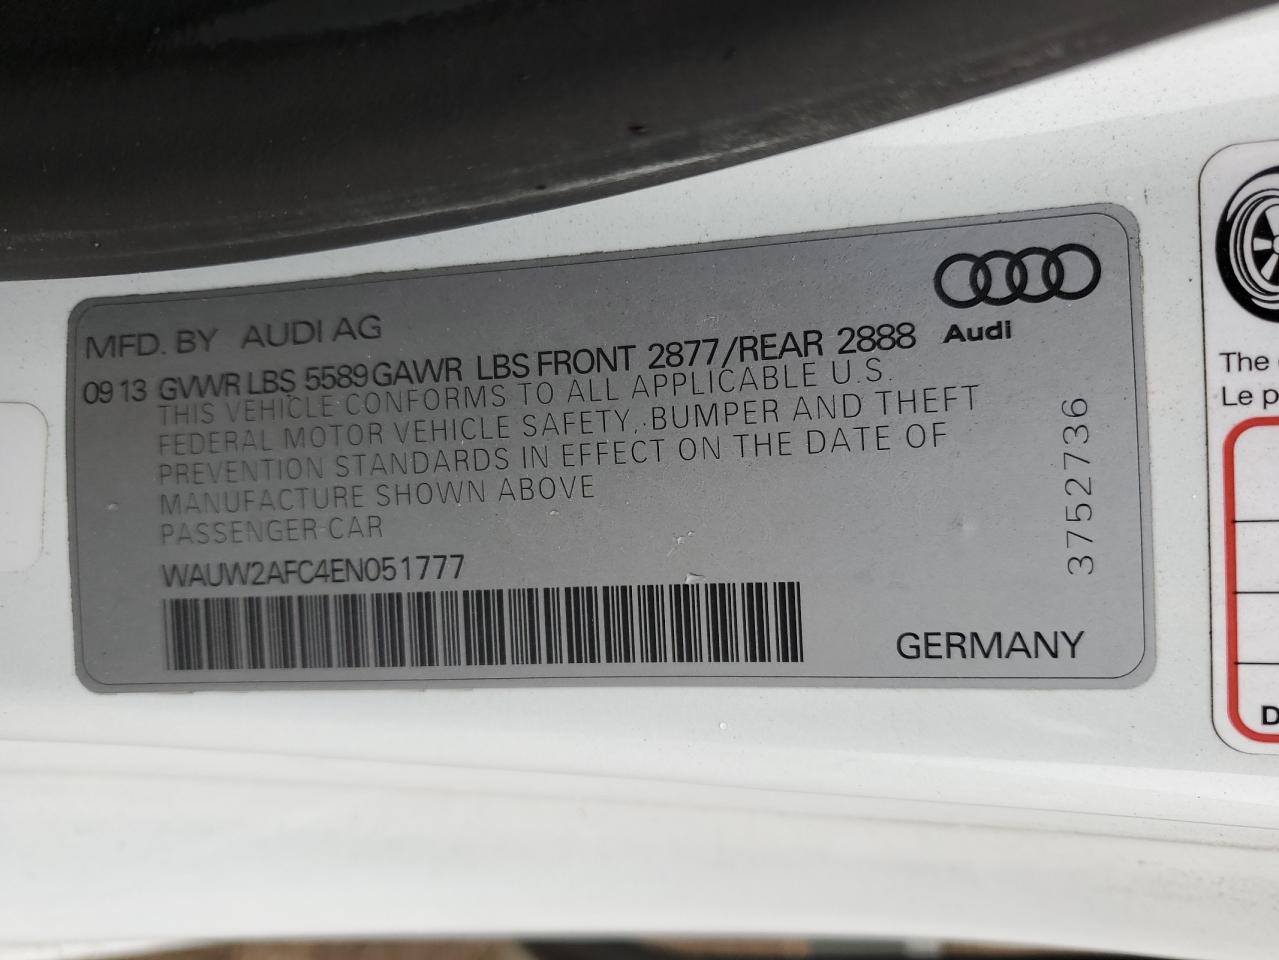 MFD. BY AUDI AG
09 13 GVWR LBS 5589 GAWR LBS FRONT 2877/REAR 2888
THIS VEHICLE CONFORMS TO ALL APPLICABLE U.S
FEDERAL MOTOR VEHICLE SAFETY, BUMPER AND THEFT
PREVENTION STANDARDS IN EFFECT ON THE DATE OF
MANUFACTURE SHOWN ABOVE
PASSENGER CAR
WAUW2AFC4EN051777
Audi
37527736
GERMANY
The
Le p
D